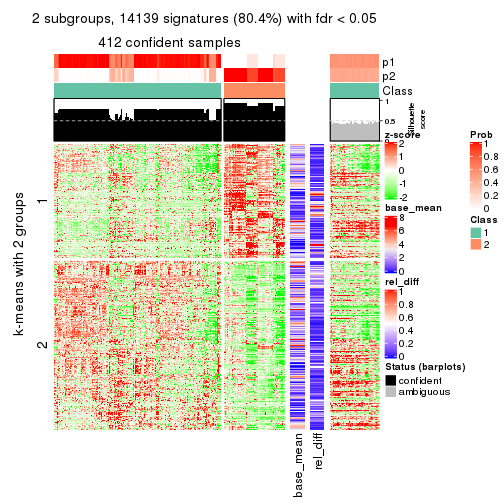 2 subgroups, 14139 signatures (80.4%) with fdr < 0.05
412 confident samples
p1
p2
Class
1
0.5
0
Silhouette
score
k-means with 2 groups
1
2
base_mean
rel_diff
z-score
2
1
0
-1
-2
base_mean
8
6
4
2
0
rel_diff
1
0.8
0.6
0.4
0.2
0
Status (barplots)
confident
ambiguous
Prob
1
0.8
0.6
0.4
0.2
0
Class
1
2